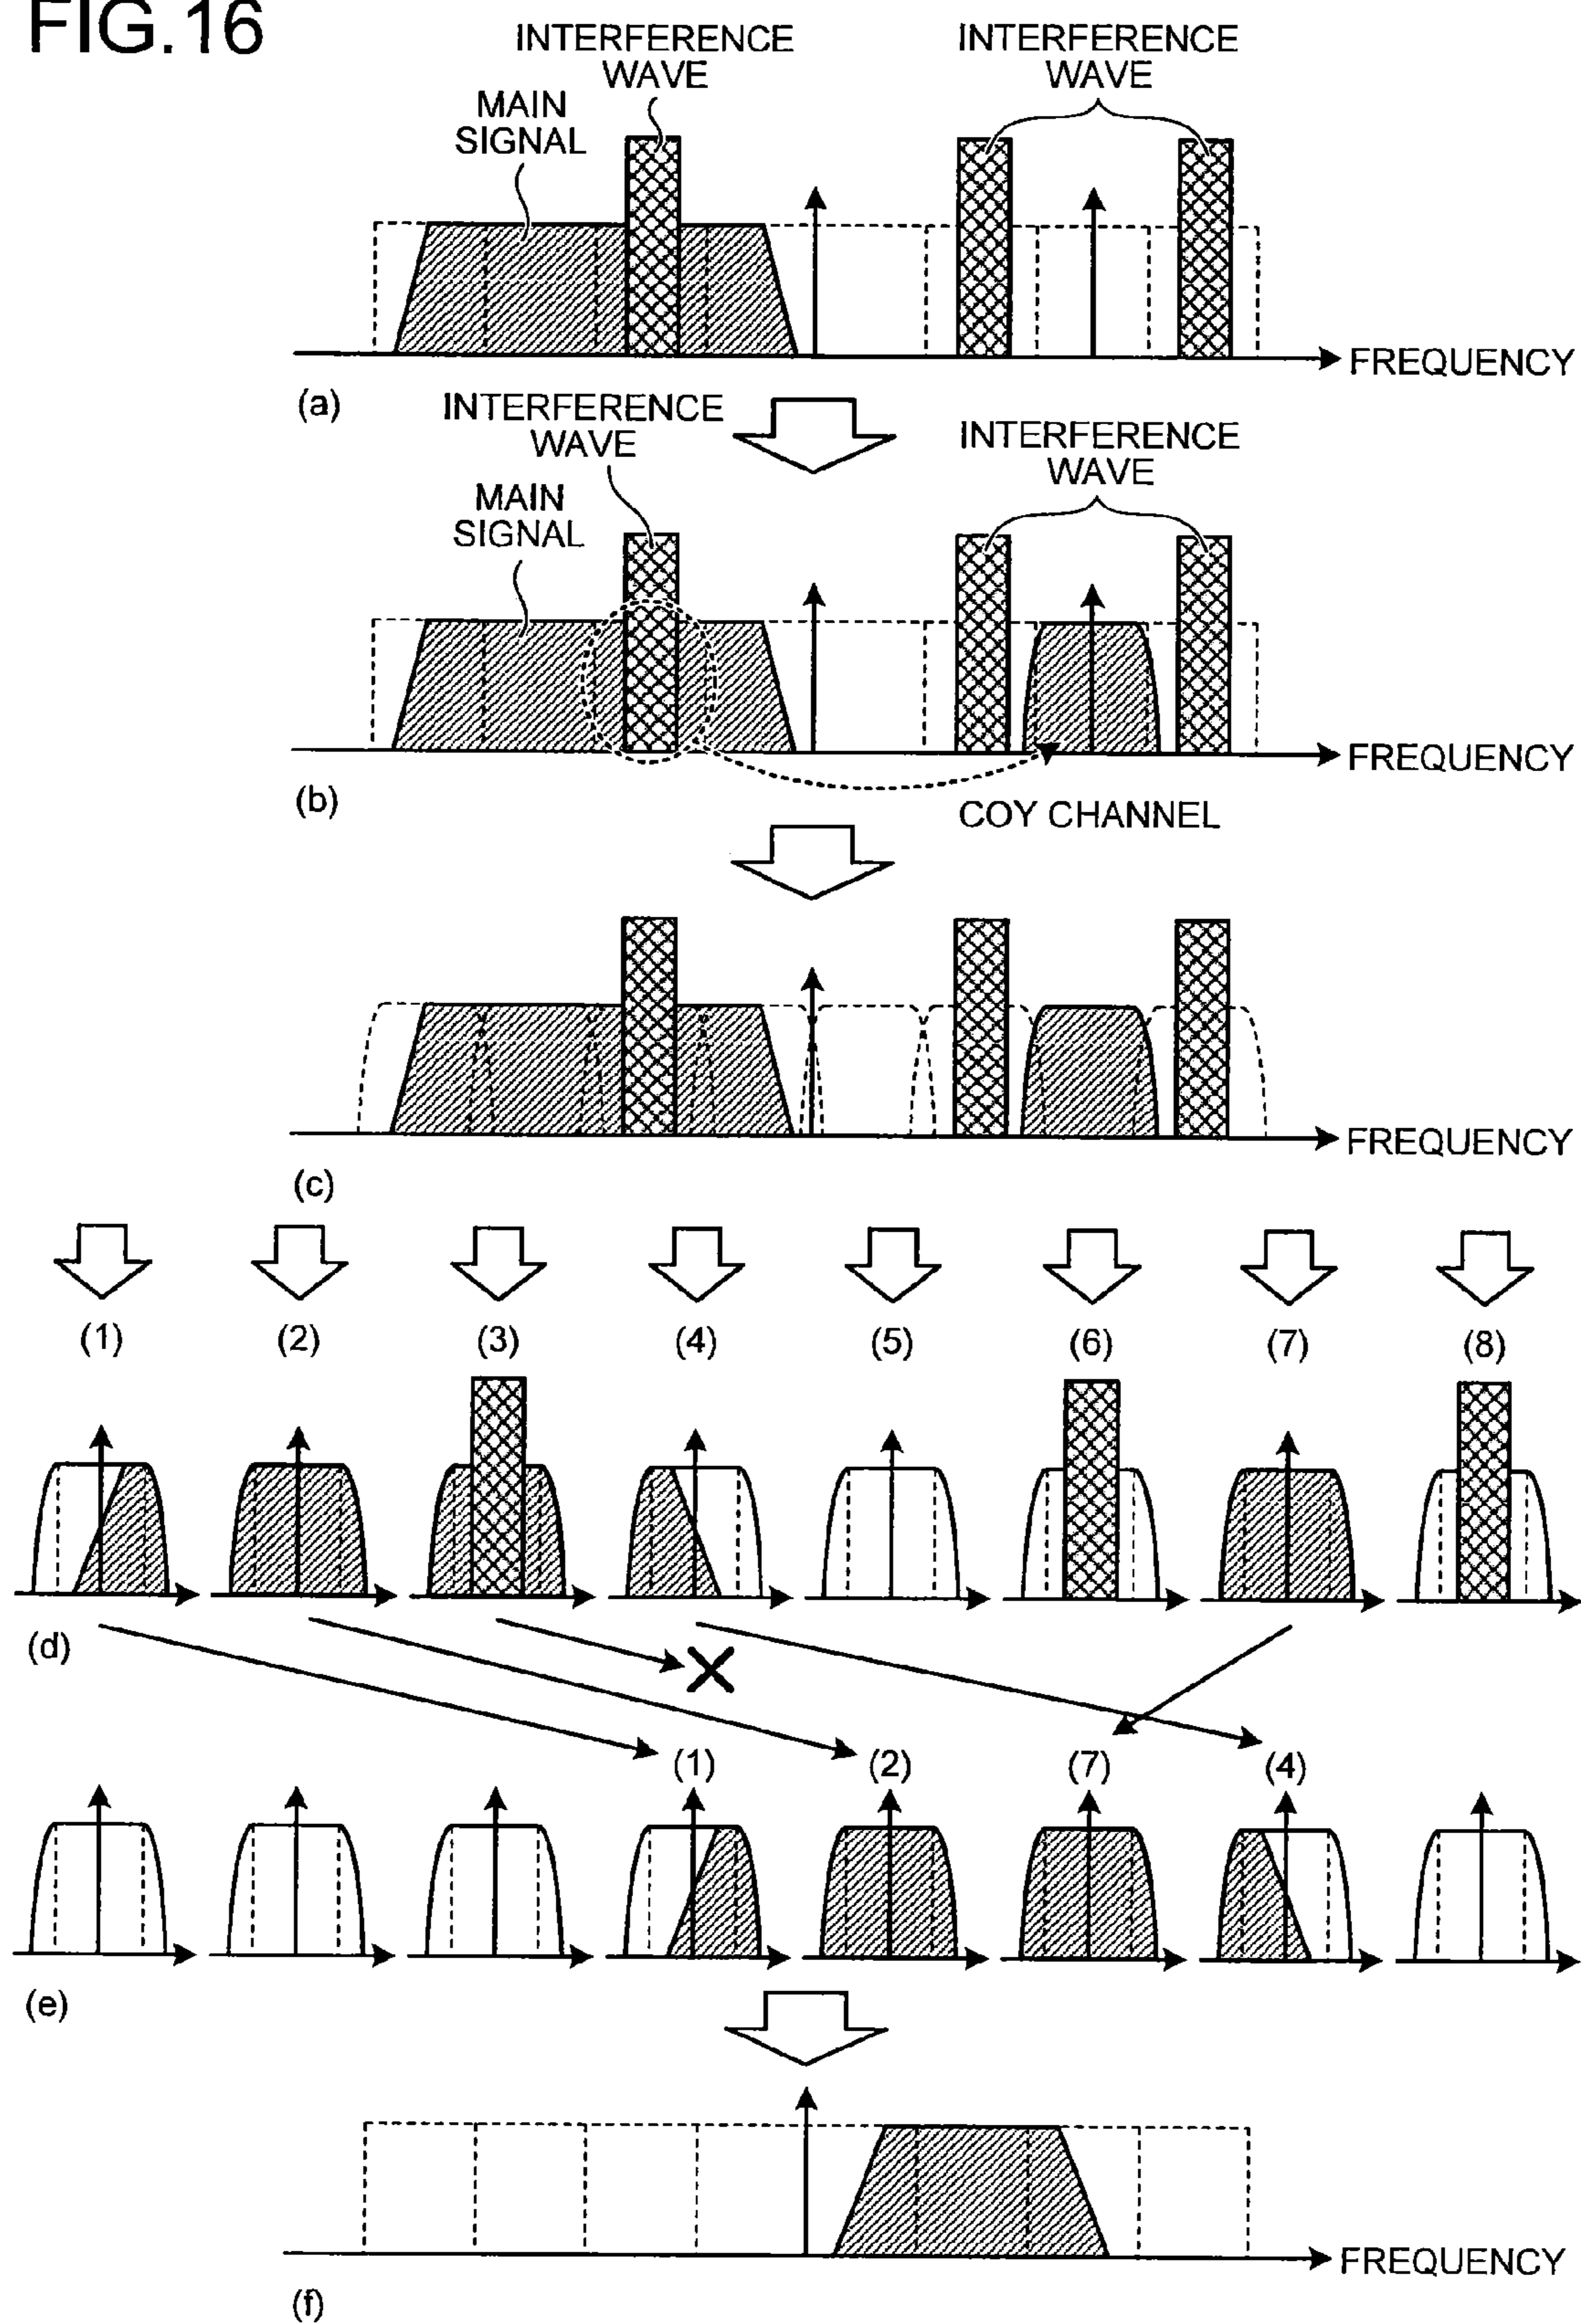 FIG.16
INTERFERENCE
WAVE
INTERFERENCE
WAVE
MAIN
SIGNAL
FREQUENCY
(a)
INTERFERENCE
WAVE
INTERFERENCE
WAVE
MAIN
SIGNAL
FREQUENCY
(b)
COY CHANNEL
FREQUENCY
(c)
(1) (2) (3) (4) (5) (6) (7) (8)
(d)
(1) (2) (7) (4)
(e)
FREQUENCY
(f)